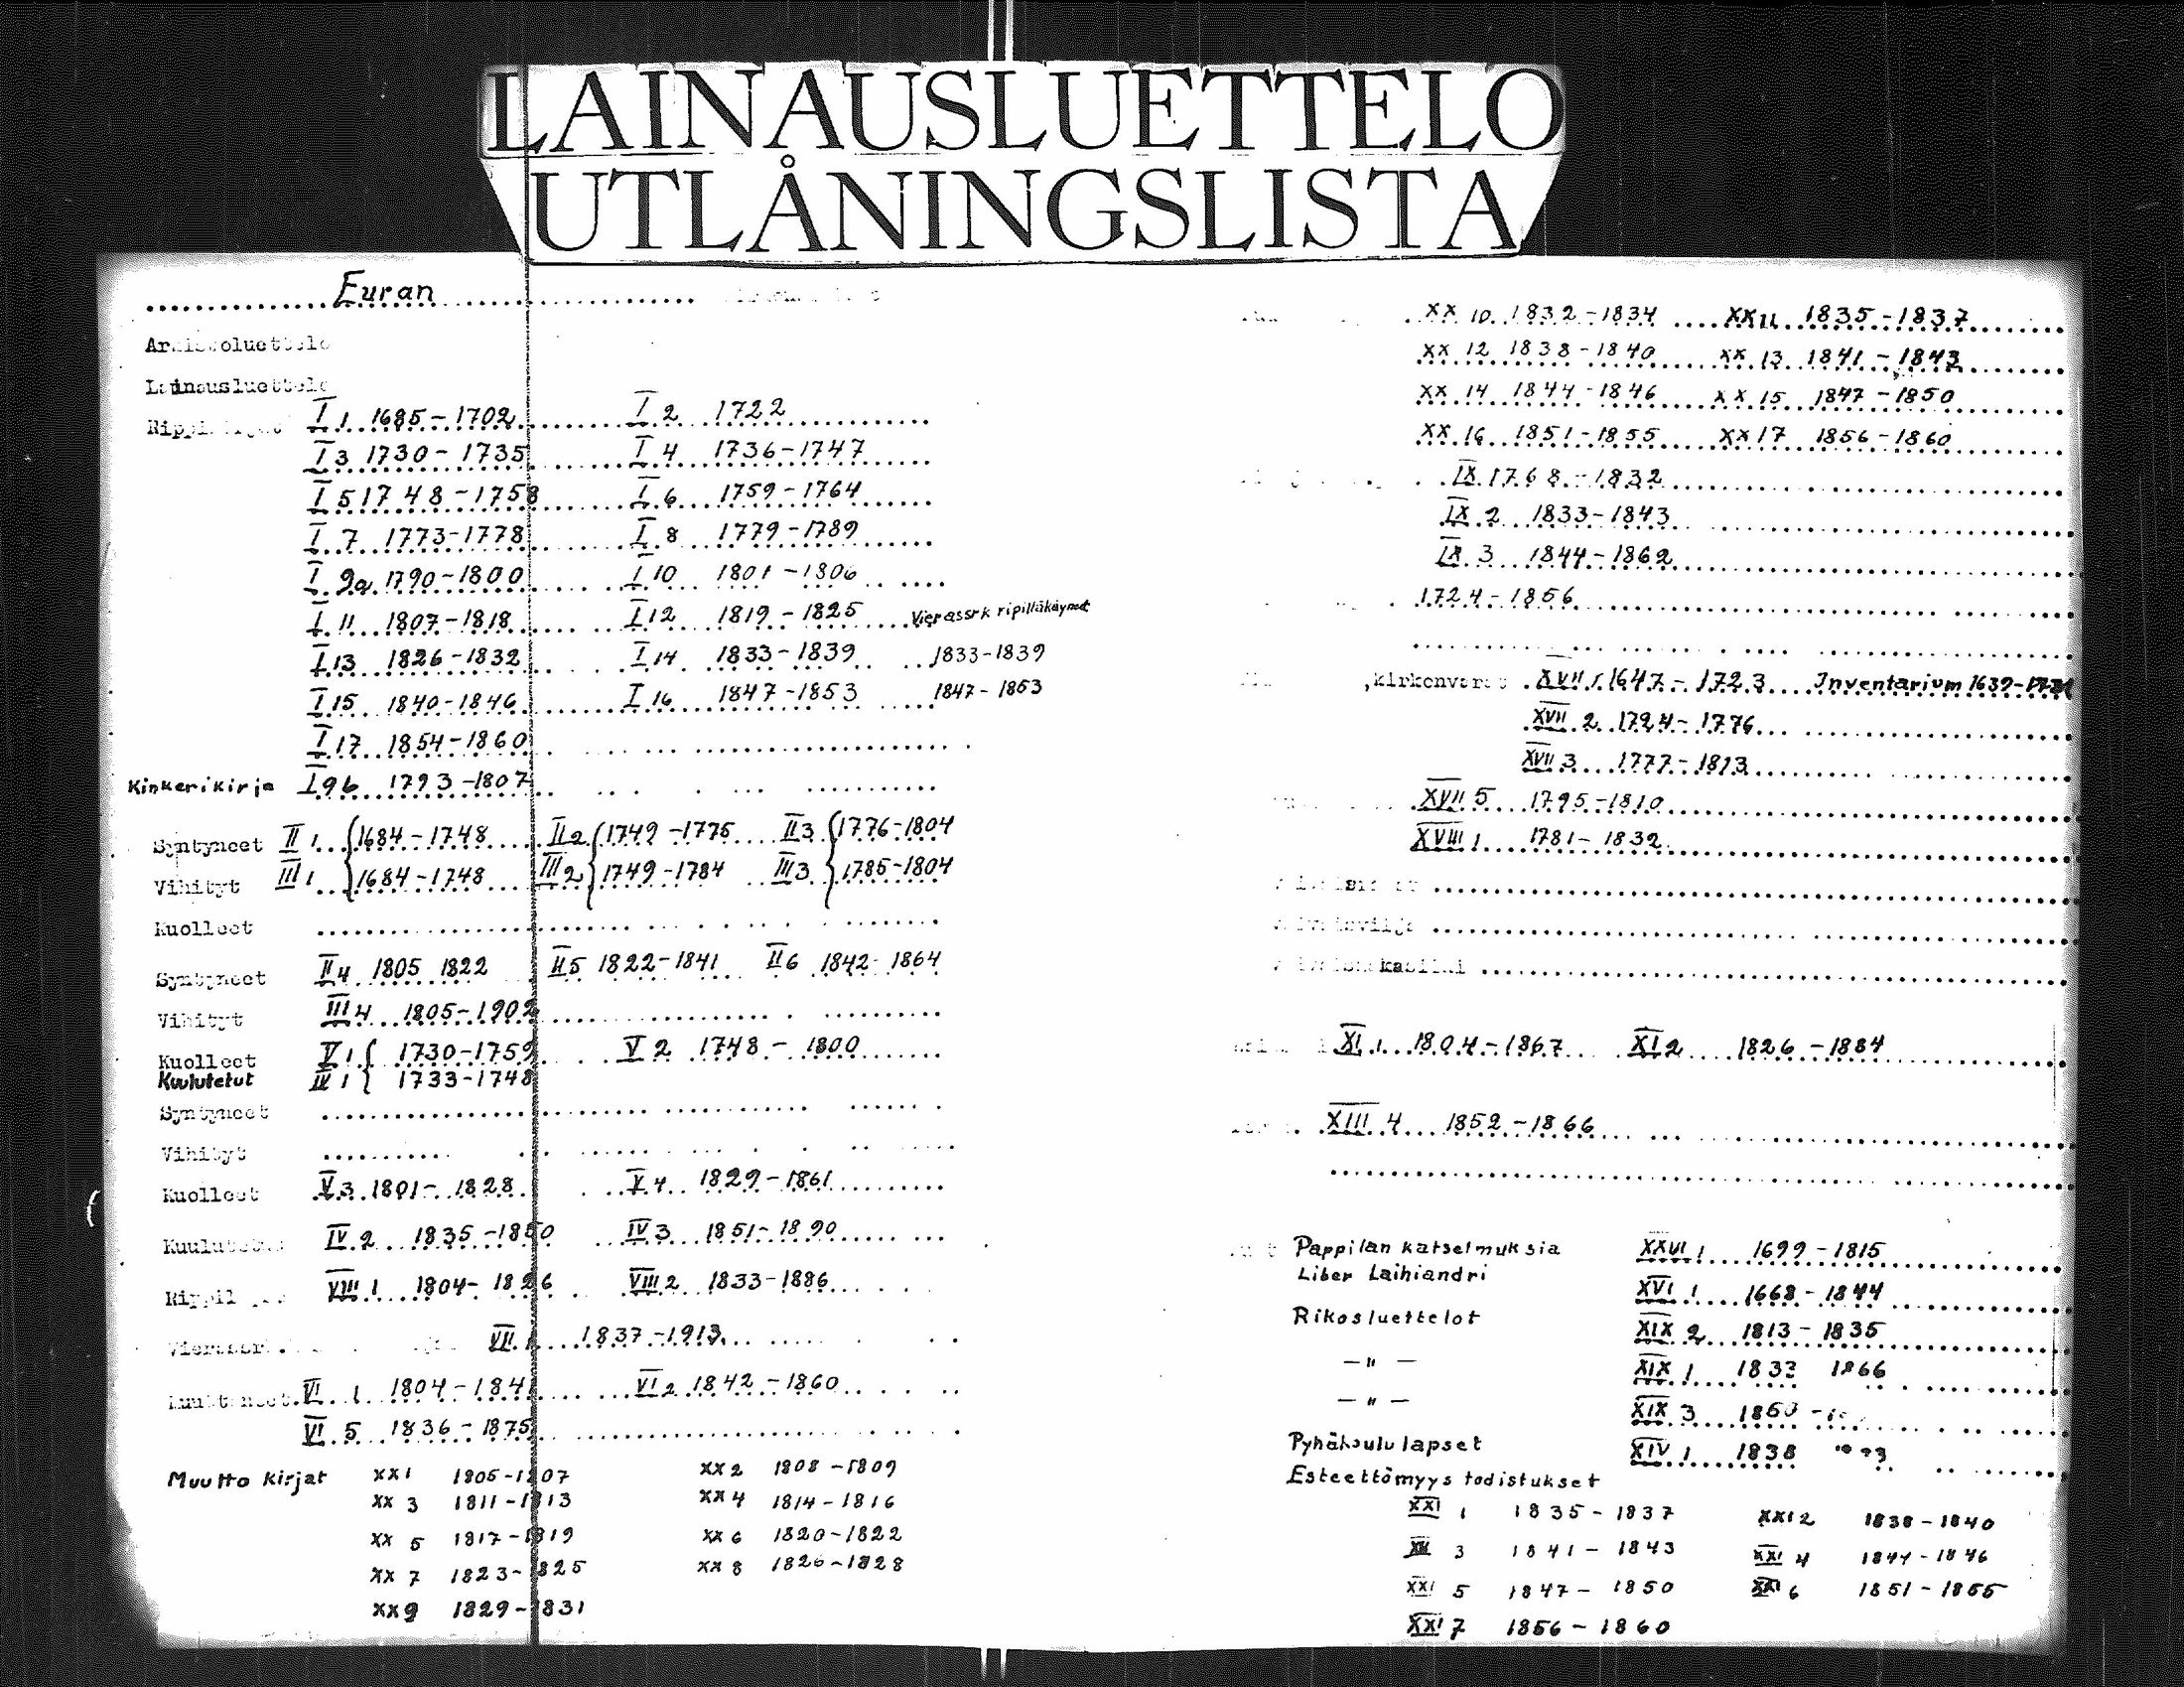 LAINAUSLUETTELO
UTLÅNINGSLISTA
Euran
Lainausluettelo
I 1 1685-1702 I 2 1722
I 3 1730-1735 I 4 1736-1747
I 5 1748-1758 I 6 1759-1764
I 7 1773-1778 I 8 1779-1789
I 9a 1790-1800 I 10 1801-1806
I 11 1807-1818 I 12 1819-1825 Vierassrk ripilläkäyneet
I 13 1826-1832 I 14 1833-1839 1833-1839
I 15 1840-1846 I 16 1847-1853 1847-1853
I 17 1854-1860
Kinkerikirja I 9b 1793-1807
Syntyneet II 1 1684-1748 II 2 1749-1775 II 3 1776-1804
Vihityt III 1 1684-1748 III 2 1749-1784 III 3 1785-1804
Kuolleet
Syntyneet II 4 1805 1822 II 5 1822-1841 II 6 1842-1864
Vihityt III 4 1805-1902
Kuolleet V 1 1730-1759 V 2 1748-1800
Kuulutetut IV 1 1733-1748
Syntyneet
Vihityt
Kuolleet V 3 1801-1828 V 4 1829-1861
IV 2 1835-1850 IV 3 1851-1890
VIII 1 1804-1826 VIII 2 1833-1886
VII 1 1837-1913
VI 1 1804-1841 VI 2 1842-1860
VI 5 1836-1875
Muutto kirjat XX 1 1805-1807 XX 2 1808-1809
XX 3 1811-1813 XX 4 1814-1816
XX 5 1817-1819 XX 6 1820-1822
XX 7 1823-1825 XX 8 1826-1828
XX 9 1829-1831
XX 10 1832-1834 XX 11 1835-1837
XX 12 1838-1840 XX 13 1841-1843
XX 14 1844-1846 XX 15 1847-1850
XX 16 1851-1855 XX 17 1856-1860
IX 1768-1832
IX 2 1833-1843
IX 3 1844-1862
1724-1856
XVII 1 1647-1723 Inventarium
XVII 2 1724-1776
XVII 3 1777-1813
XVII 5 1795-1810
XVIII 1 1781-1832
XI 1 1804-1867 XI 2 1826-1884
XIII 4 1852-1866
Pappilan katselmuksia XXVI 1 1699-1815
Liber Laihiandri
XVI 1 1668-1844
Rikosluettelot
XIX 2 1813-1835
-"- XIX 1 1866
-"- XIX 3
Pyhäkoulu lapset XIV 1 1838
Esteettömyys todistukset
XXI 1 1835-1837 XXI 2 1838-1840
XXI 3 1841-1843 XXI 4 1844-1846
XXI 5 1847-1850 XXI 6 1851-1855
XXI 7 1856-1860